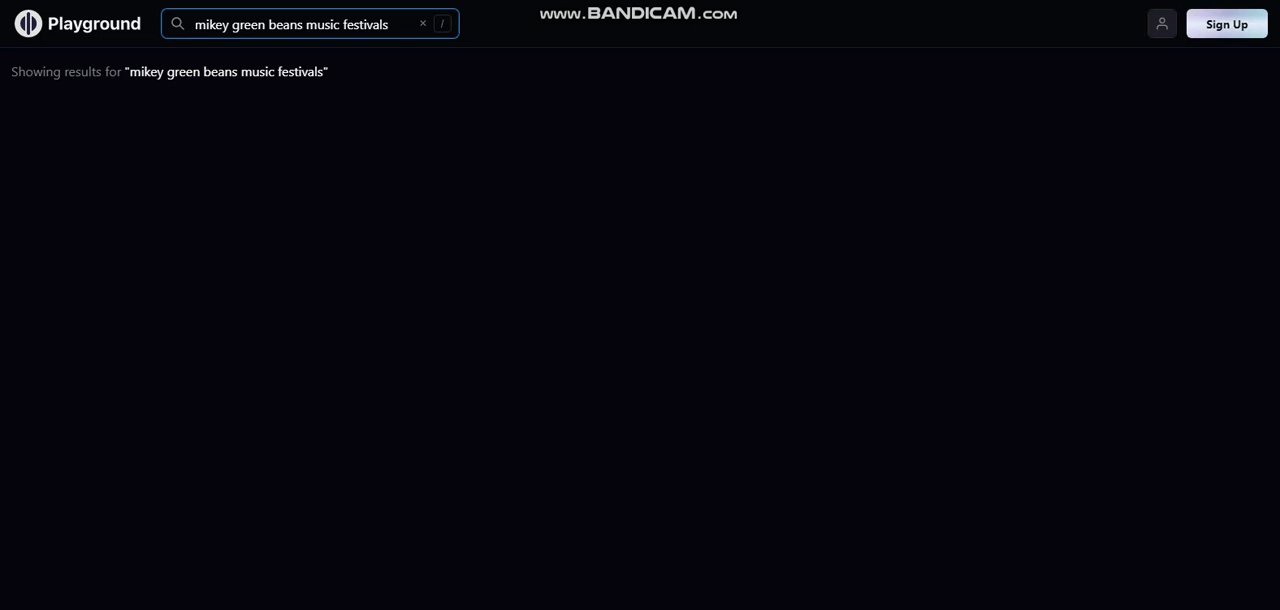 Playground
mikey green beans music festivals
× /
www.BANDICAM.com
Sign Up
Showing results for "mikey green beans music festivals"